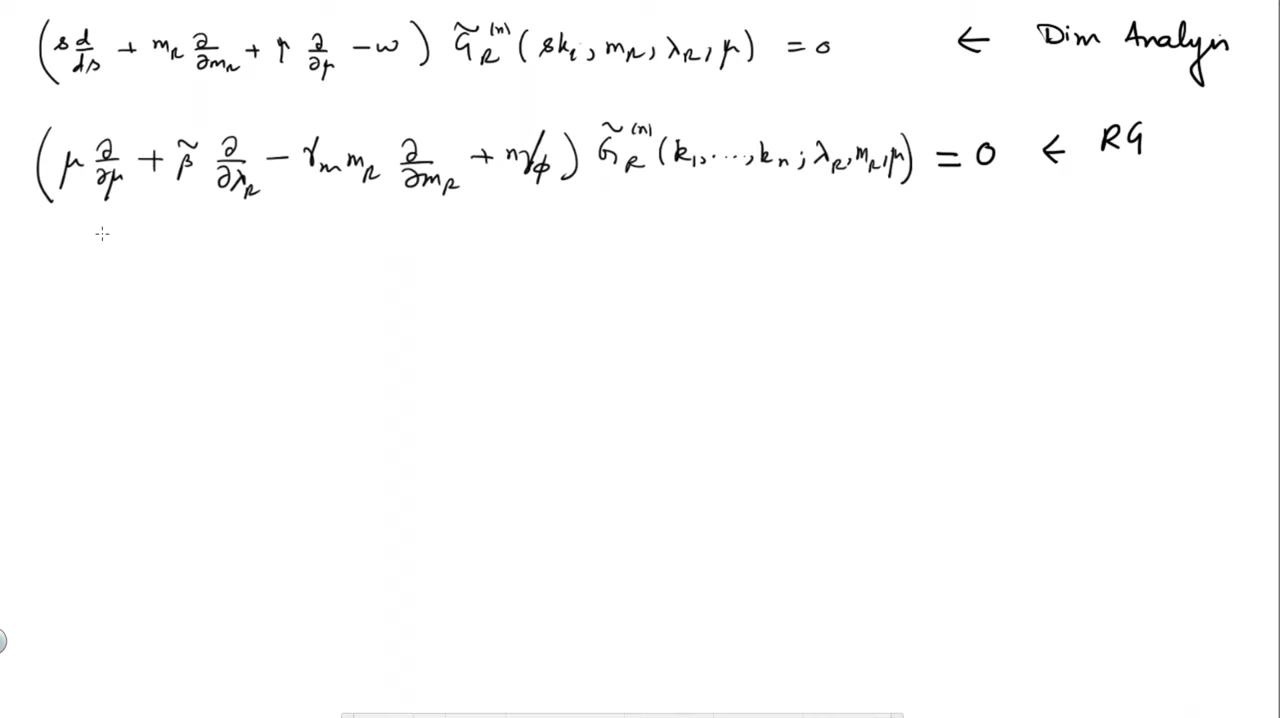 (s d/ds + m_R ∂/∂m_R + μ ∂/∂μ − ω) G̃_R^(n) (sk_i, m_R, λ_R, μ) = 0 ← Dim Analysis
(μ ∂/∂μ + β̃ ∂/∂λ_R − γ_m m_R ∂/∂m_R + nγ_ϕ) G̃_R^(n) (k_1, ..., k_n; λ_R, m_R, μ) = 0 ← RG